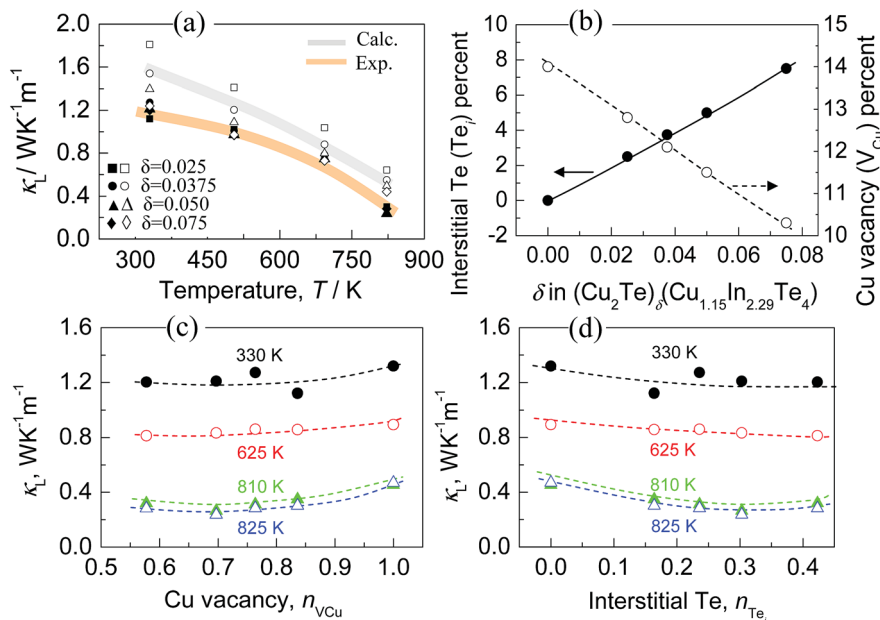 (a)
Calc.
Exp.
δ=0.025
δ=0.0375
δ=0.050
δ=0.075
κL/ WK⁻¹m⁻¹
2.0
1.6
1.2
0.8
0.4
0.0
300 450 600 750 900
Temperature, T / K
(b)
Interstitial Te (Teᵢ) percent
10
8
6
4
2
0
-2
15
14
13
12
11
10
Cu vacancy (VCu) percent
0.00 0.02 0.04 0.06 0.08
δ in (Cu₂Te)δ(Cu₁.₁₅In₂.₂₉Te₄)
(c)
κL, WK⁻¹m⁻¹
1.6
1.2
0.8
0.4
0.0
330 K
625 K
810 K
825 K
0.5 0.6 0.7 0.8 0.9 1.0
Cu vacancy, nVCu
(d)
κL, WK⁻¹m⁻¹
1.6
1.2
0.8
0.4
0.0
330 K
625 K
810 K
825 K
0.0 0.1 0.2 0.3 0.4
Interstitial Te, nTeᵢ